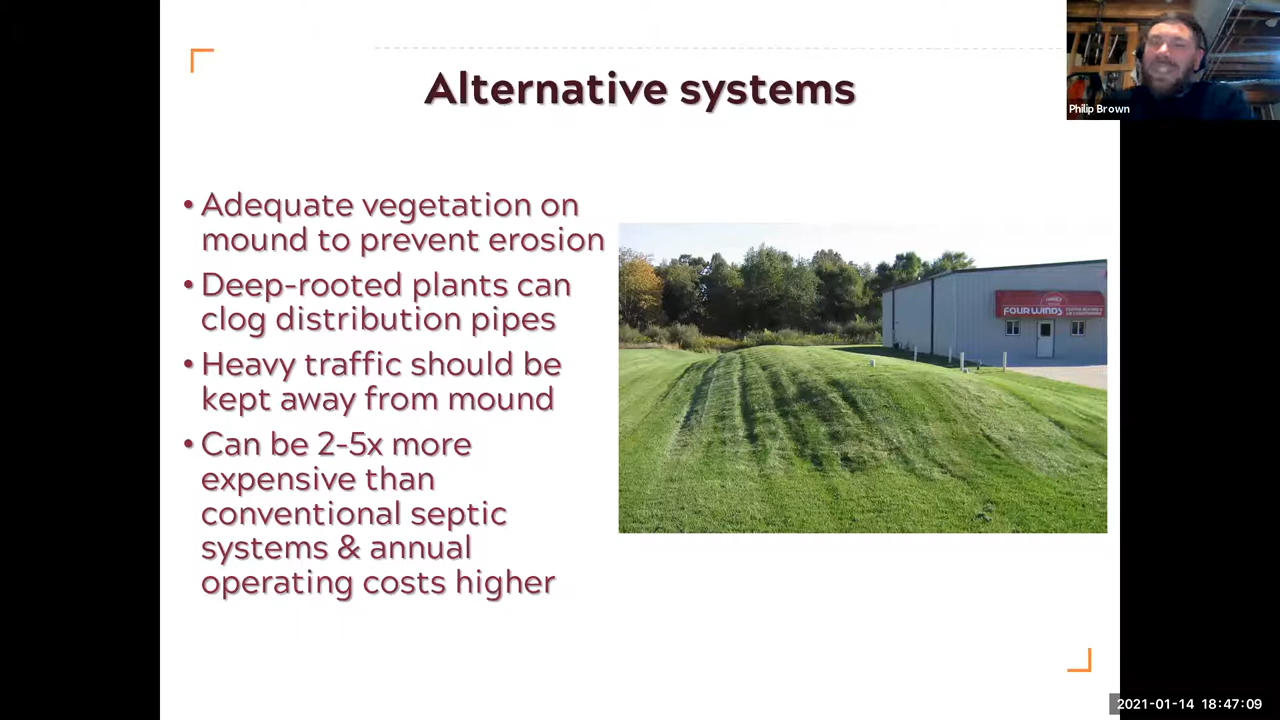 Alternative systems
Philip Brown
• Adequate vegetation on
mound to prevent erosion
• Deep-rooted plants can
clog distribution pipes
• Heavy traffic should be
kept away from mound
• Can be 2-5x more
expensive than
conventional septic
systems & annual
operating costs higher
FOUR WINDS
2021-01-14 18:47:09